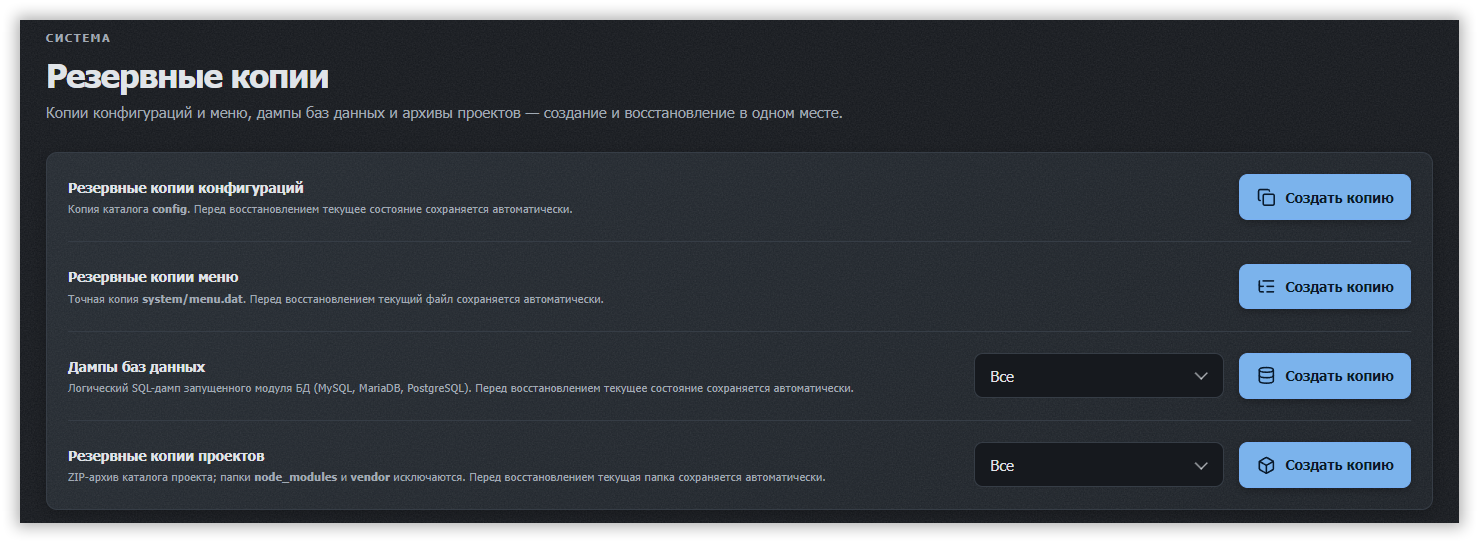 СИСТЕМА
Резервные копии
Копии конфигураций и меню, дампы баз данных и архивы проектов — создание и восстановление в одном месте.
Резервные копии конфигураций
Копия каталога config. Перед восстановлением текущее состояние сохраняется автоматически.
Создать копию
Резервные копии меню
Точная копия system/menu.dat. Перед восстановлением текущий файл сохраняется автоматически.
Создать копию
Дампы баз данных
Логический SQL-дамп запущенного модуля БД (MySQL, MariaDB, PostgreSQL). Перед восстановлением текущее состояние сохраняется автоматически.
Все
Создать копию
Резервные копии проектов
ZIP-архив каталога проекта; папки node_modules и vendor исключаются. Перед восстановлением текущая папка сохраняется автоматически.
Все
Создать копию